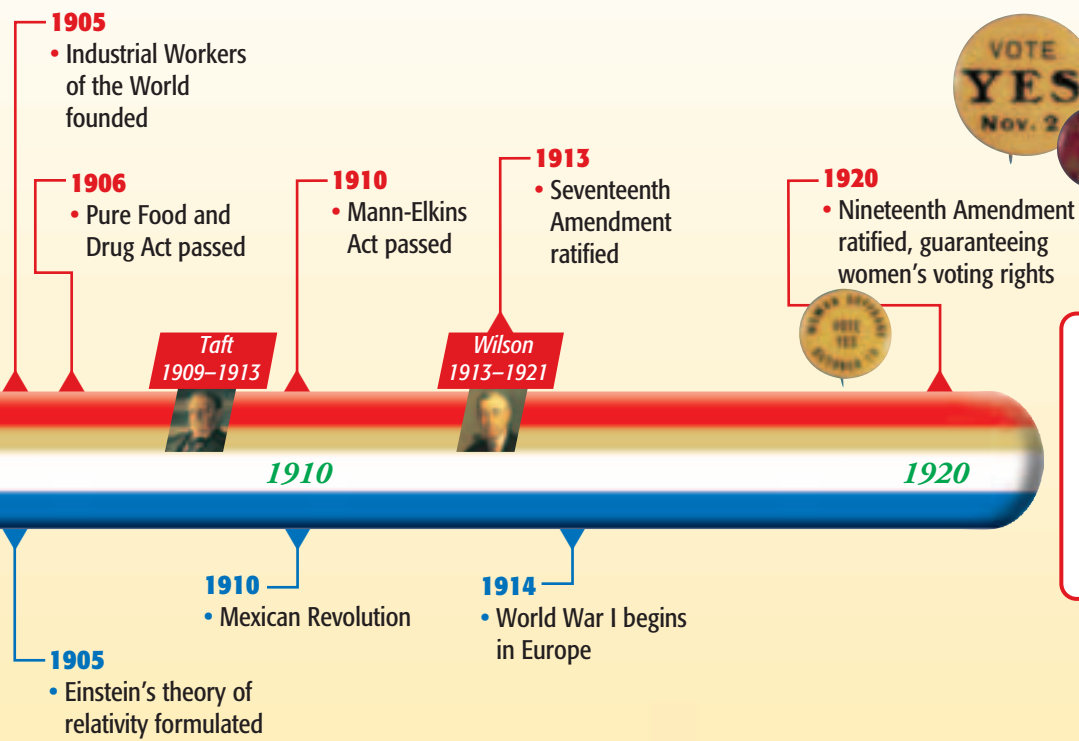 1905
• Industrial Workers
of the World
founded
VOTE
YES
Nov. 2
1906
• Pure Food and
Drug Act passed
1910
• Mann-Elkins
Act passed
1913
• Seventeenth
Amendment
ratified
1920
• Nineteenth Amendment
ratified, guaranteeing
women's voting rights
WOMAN SUFFRAGE
VOTE
YES
OCTOBER
Taft
1909–1913
Wilson
1913–1921
1910
1920
1910
• Mexican Revolution
1914
• World War I begins
in Europe
1905
• Einstein's theory of
relativity formulated